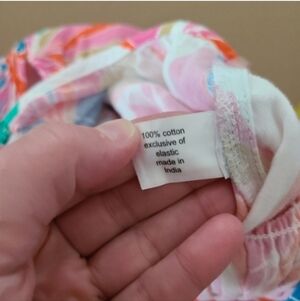 100% cotton
exclusive of
elastic
made in
India